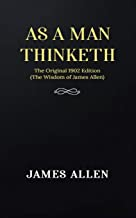 AS A MAN
THINKETH
The Original 1902 Edition
(The Wisdom of James Allen)
JAMES ALLEN